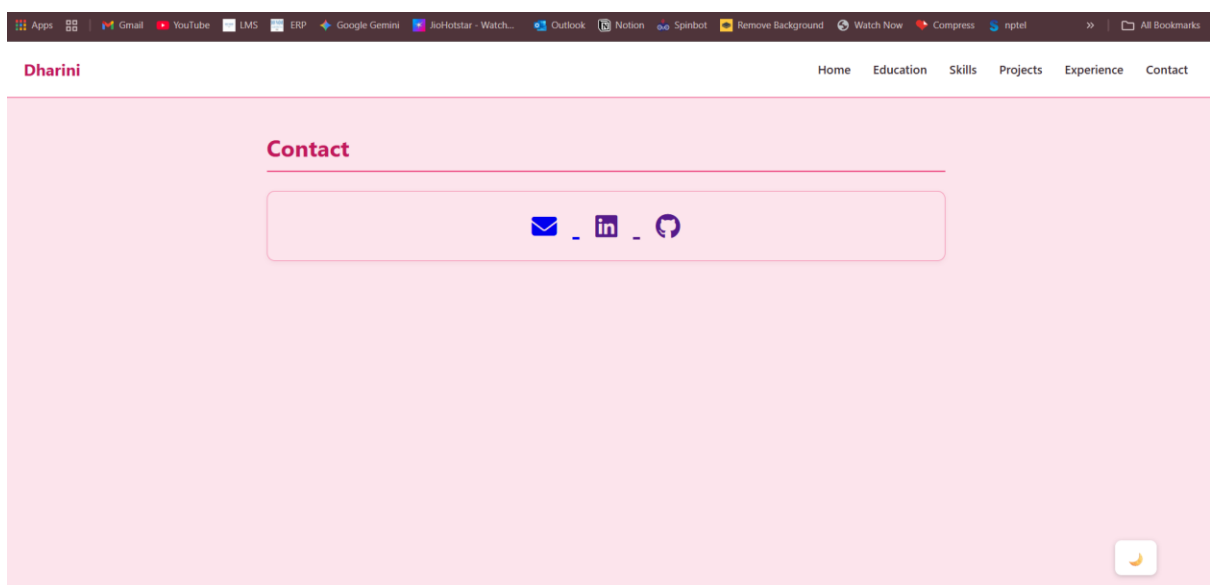 Apps Gmail YouTube LMS ERP Google Gemini JioHotstar - Watch... Outlook Notion Spinbot Remove Background Watch Now Compress nptel » All Bookmarks
Dharini Home Education Skills Projects Experience Contact
Contact
in